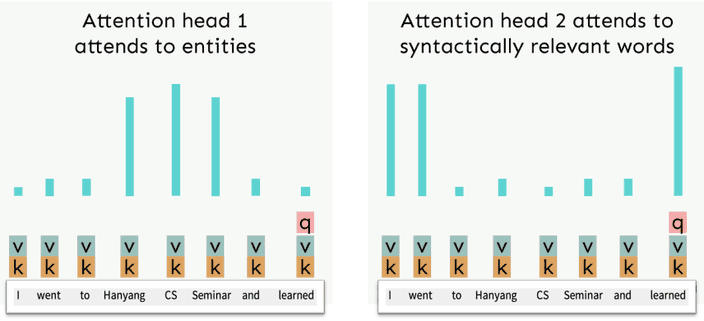 Attention head 1
attends to entities
q
v v v v v v v v
k k k k k k k k
I went to Hanyang CS Seminar and learned
Attention head 2 attends to
syntactically relevant words
q
v v v v v v v v
k k k k k k k k
I went to Hanyang CS Seminar and learned